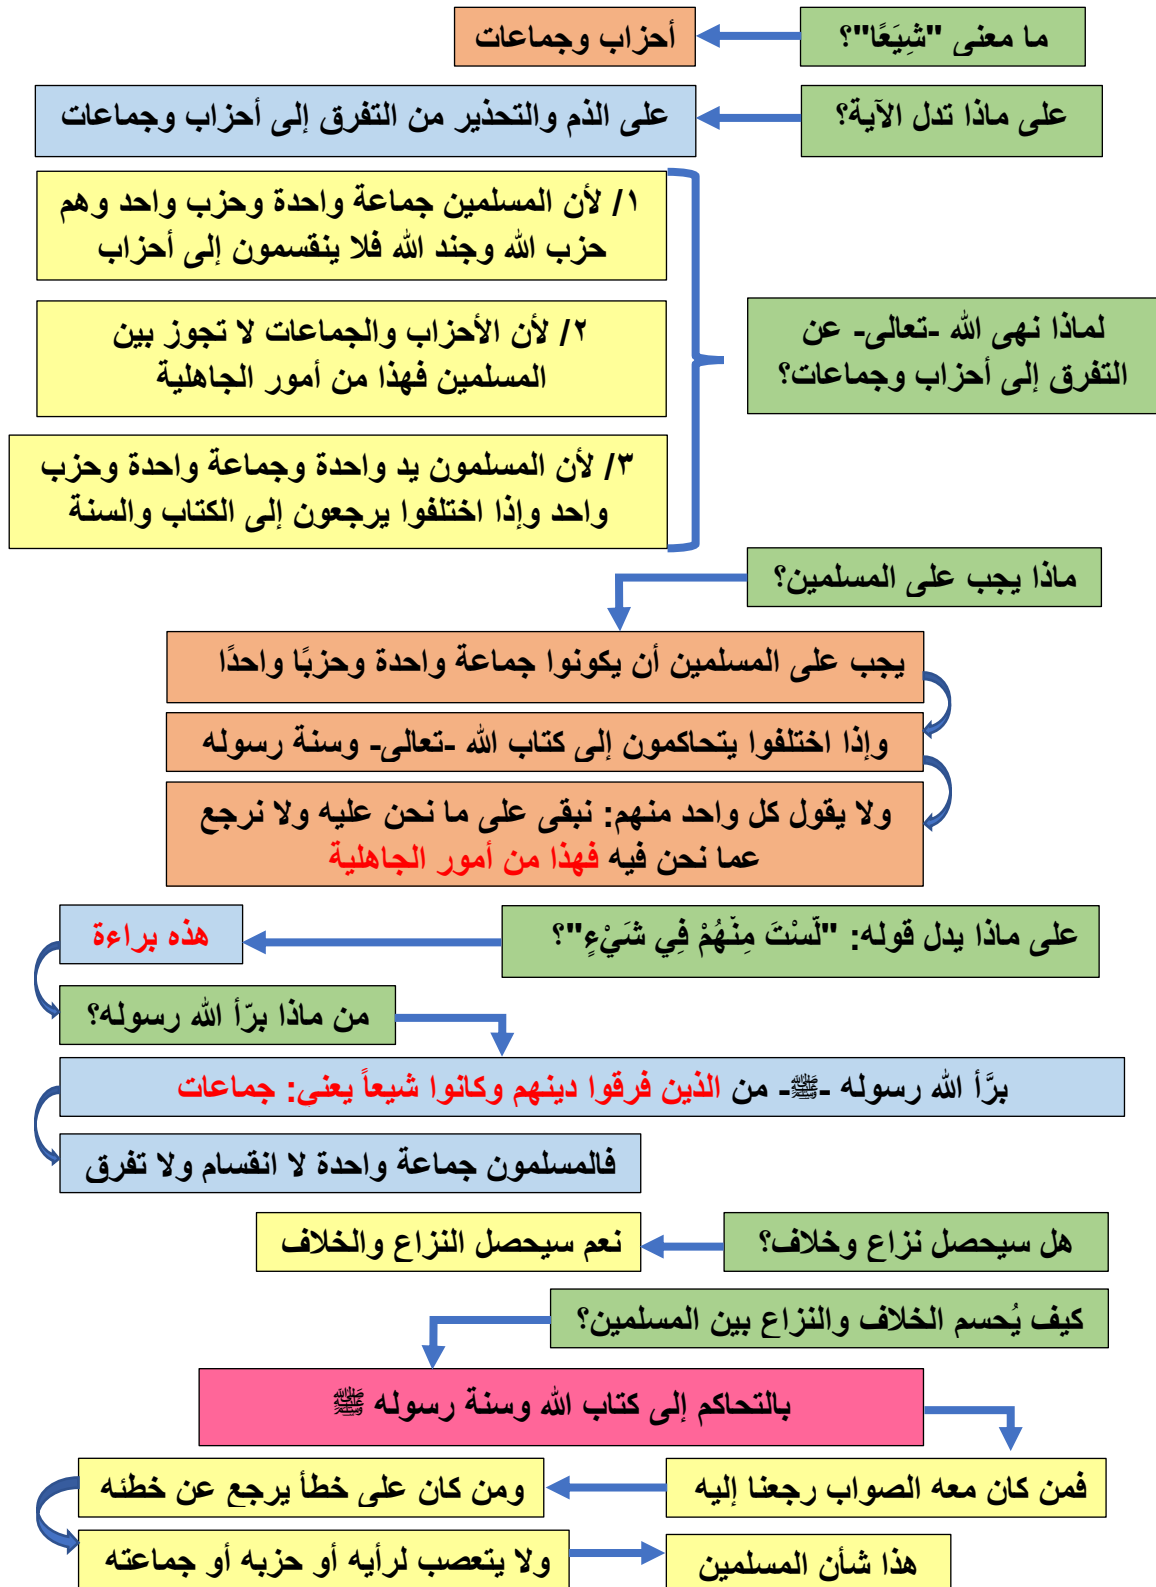 ما معنى "شِيَعًا"؟
أحزاب وجماعات
على ماذا تدل الآية؟
على الذم والتحذير من التفرق إلى أحزاب وجماعات
لماذا نهى الله -تعالى- عن
التفرق إلى أحزاب وجماعات؟
١/ لأن المسلمين جماعة واحدة وحزب واحد وهم
حزب الله وجند الله فلا ينقسمون إلى أحزاب
٢/ لأن الأحزاب والجماعات لا تجوز بين
المسلمين فهذا من أمور الجاهلية
٣/ لأن المسلمون يد واحدة وجماعة واحدة وحزب
واحد وإذا اختلفوا يرجعون إلى الكتاب والسنة
ماذا يجب على المسلمين؟
يجب على المسلمين أن يكونوا جماعة واحدة وحزبًا واحدًا
وإذا اختلفوا يتحاكمون إلى كتاب الله -تعالى- وسنة رسوله
ولا يقول كل واحد منهم: نبقى على ما نحن عليه ولا نرجع
عما نحن فيه فهذا من أمور الجاهلية
على ماذا يدل قوله: "لَّسْتَ مِنْهُمْ فِي شَيْءٍ"؟
هذه براءة
من ماذا برّأ الله رسوله؟
برَّأ الله رسوله -ﷺ- من الذين فرقوا دينهم وكانوا شيعاً يعني: جماعات
فالمسلمون جماعة واحدة لا انقسام ولا تفرق
هل سيحصل نزاع وخلاف؟
نعم سيحصل النزاع والخلاف
كيف يُحسم الخلاف والنزاع بين المسلمين؟
بالتحاكم إلى كتاب الله وسنة رسوله ﷺ
فمن كان معه الصواب رجعنا إليه
ومن كان على خطأ يرجع عن خطئه
ولا يتعصب لرأيه أو حزبه أو جماعته
هذا شأن المسلمين